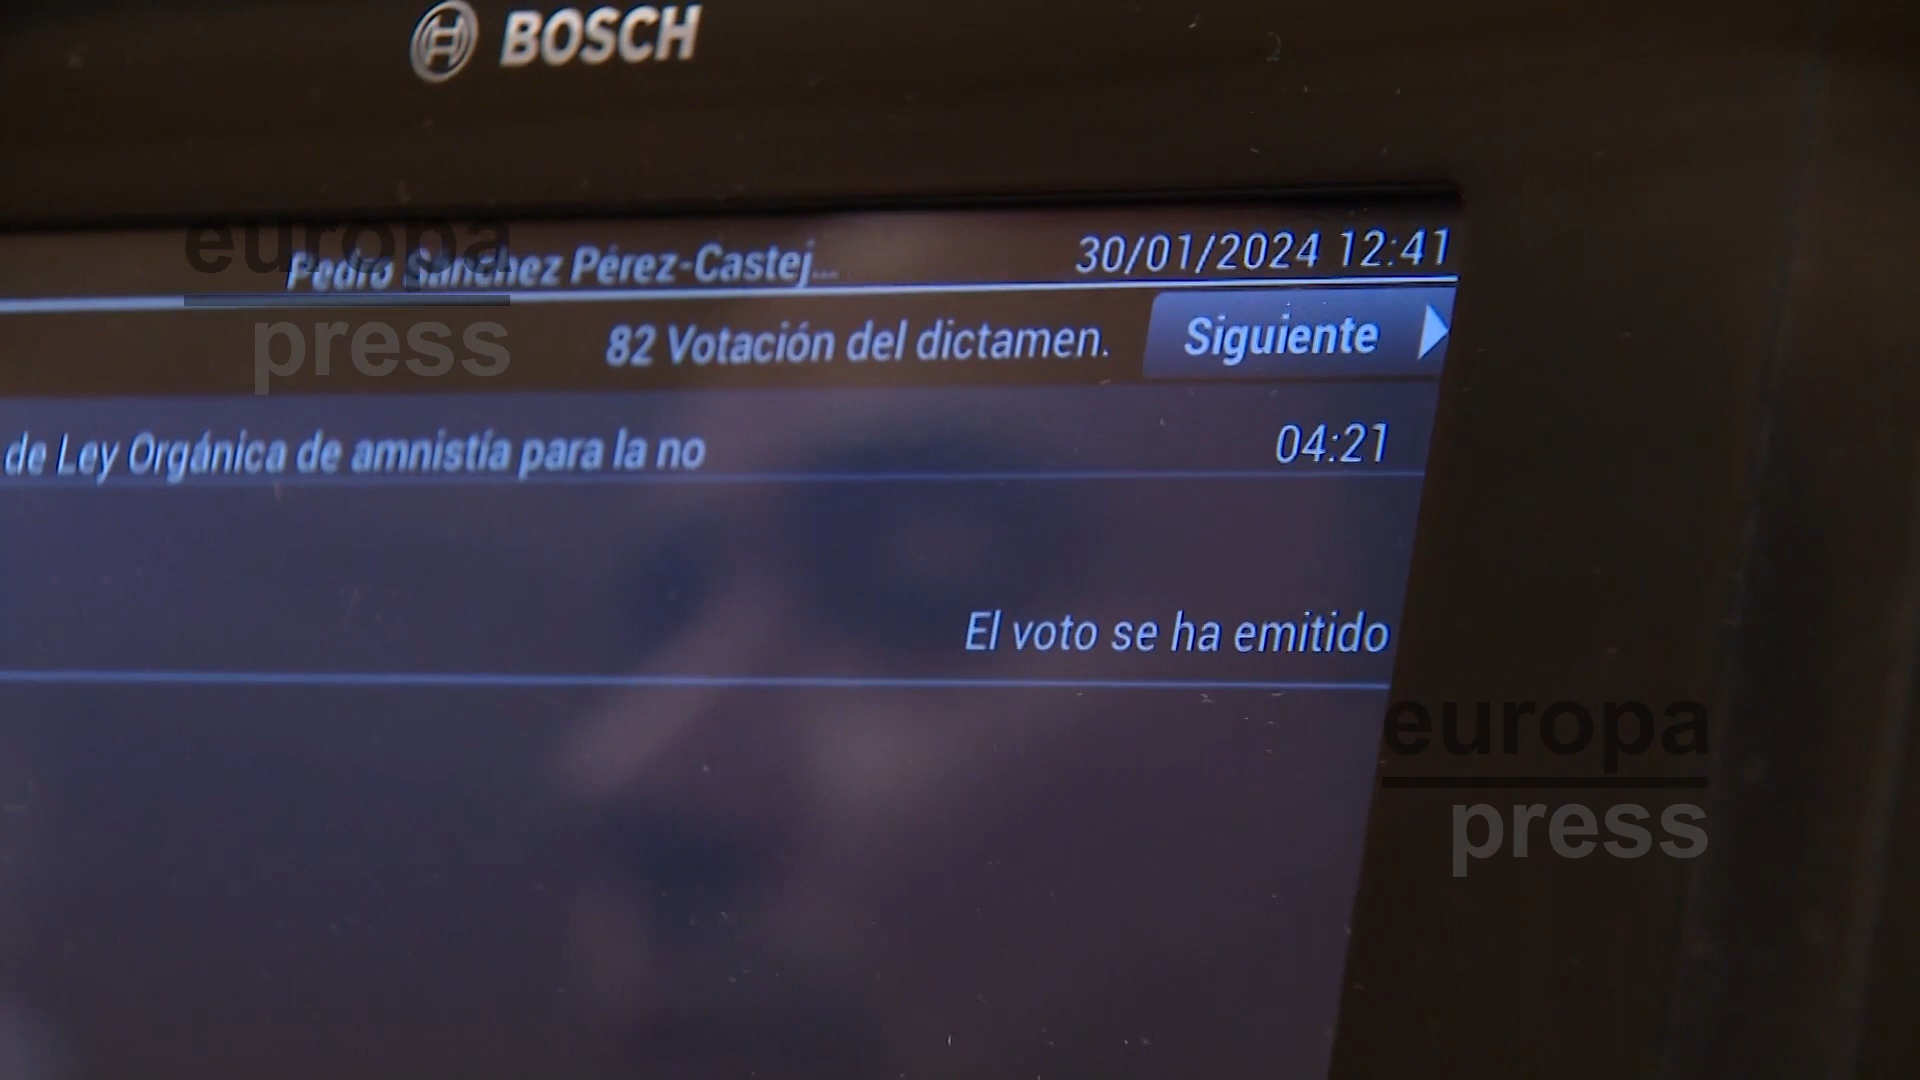 BOSCH
Pedro Sánchez Pérez-Castej... 30/01/2024 12:41
82 Votación del dictamen. Siguiente
de Ley Orgánica de amnistía para la no 04:21
El voto se ha emitido
europa
press
europa
press